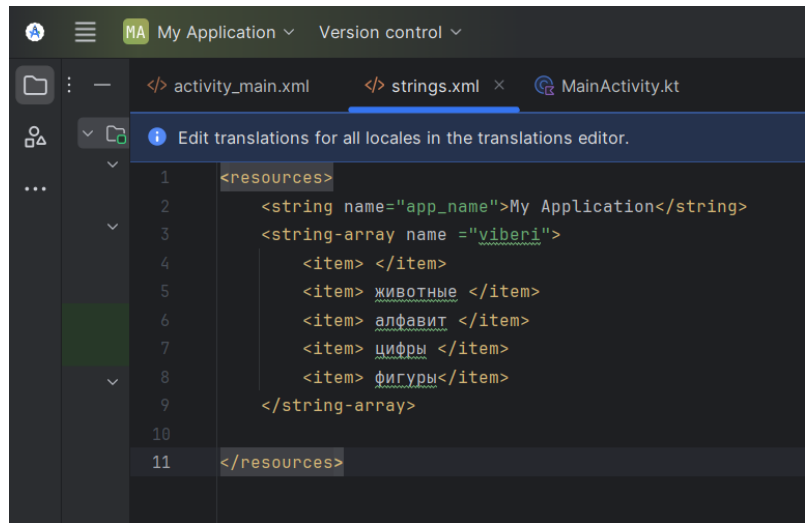 MA My Application Version control
activity_main.xml strings.xml MainActivity.kt
Edit translations for all locales in the translations editor.
1 <resources>
2 <string name="app_name">My Application</string>
3 <string-array name ="viberi">
4 <item> </item>
5 <item> животные </item>
6 <item> алфавит </item>
7 <item> цифры </item>
8 <item> фигуры</item>
9 </string-array>
10
11 </resources>